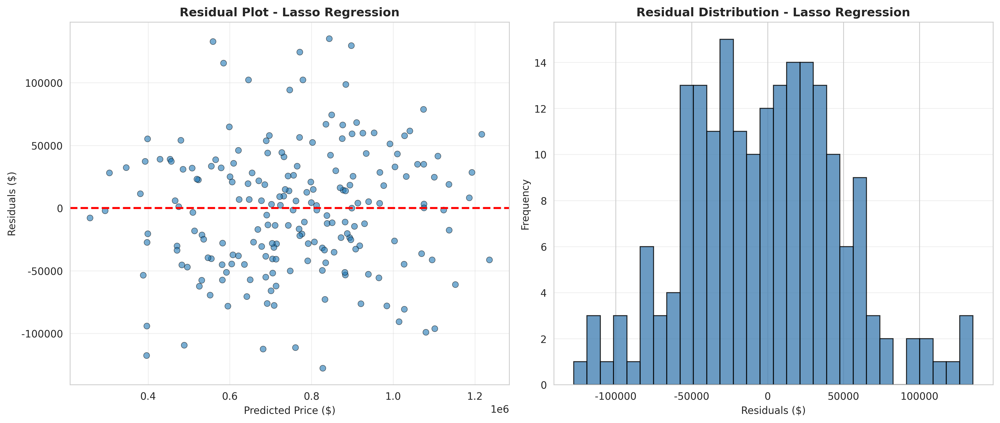 Residual Plot - Lasso Regression
Residuals ($)
100000
50000
0
-50000
-100000
0.4 0.6 0.8 1.0 1.2
1e6
Predicted Price ($)
Residual Distribution - Lasso Regression
Frequency
14
12
10
8
6
4
2
0
-100000 -50000 0 50000 100000
Residuals ($)